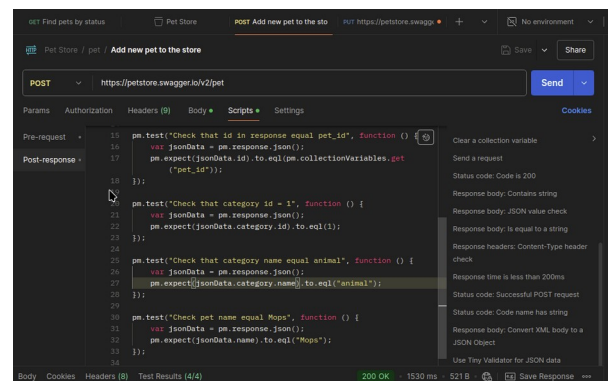 GET Find pets by status
Pet Store
POST Add new pet to the sto
PUT https://petstore.swagge
No environment
HTTP Pet Store / pet / Add new pet to the store
Save
Share
POST
https://petstore.swagger.io/v2/pet
Send
Params Authorization Headers (9) Body Scripts Settings Cookies
Pre-request
Post-response
15 pm.test("Check that id in response equal pet_id", function () {
16 var jsonData = pm.response.json();
17 pm.expect(jsonData.id).to.eql(pm.collectionVariables.get
("pet_id"));
18 });
19
20 pm.test("Check that category id = 1", function () {
21 var jsonData = pm.response.json();
22 pm.expect(jsonData.category.id).to.eql(1);
23 });
24
25 pm.test("Check that category name equal animal", function () {
26 var jsonData = pm.response.json();
27 pm.expect(jsonData.category.name).to.eql("animal");
28 });
29
30 pm.test("Check pet name equal Mops", function () {
31 var jsonData = pm.response.json();
32 pm.expect(jsonData.name).to.eql("Mops");
33 });
34
Clear a collection variable
Send a request
Status code: Code is 200
Response body: Contains string
Response body: JSON value check
Response body: Is equal to a string
Response headers: Content-Type header
check
Response time is less than 200ms
Status code: Successful POST request
Status code: Code name has string
Response body: Convert XML body to a
JSON Object
Use Tiny Validator for JSON data
Body Cookies Headers (8) Test Results (4/4)
200 OK 1530 ms 521 B Save Response